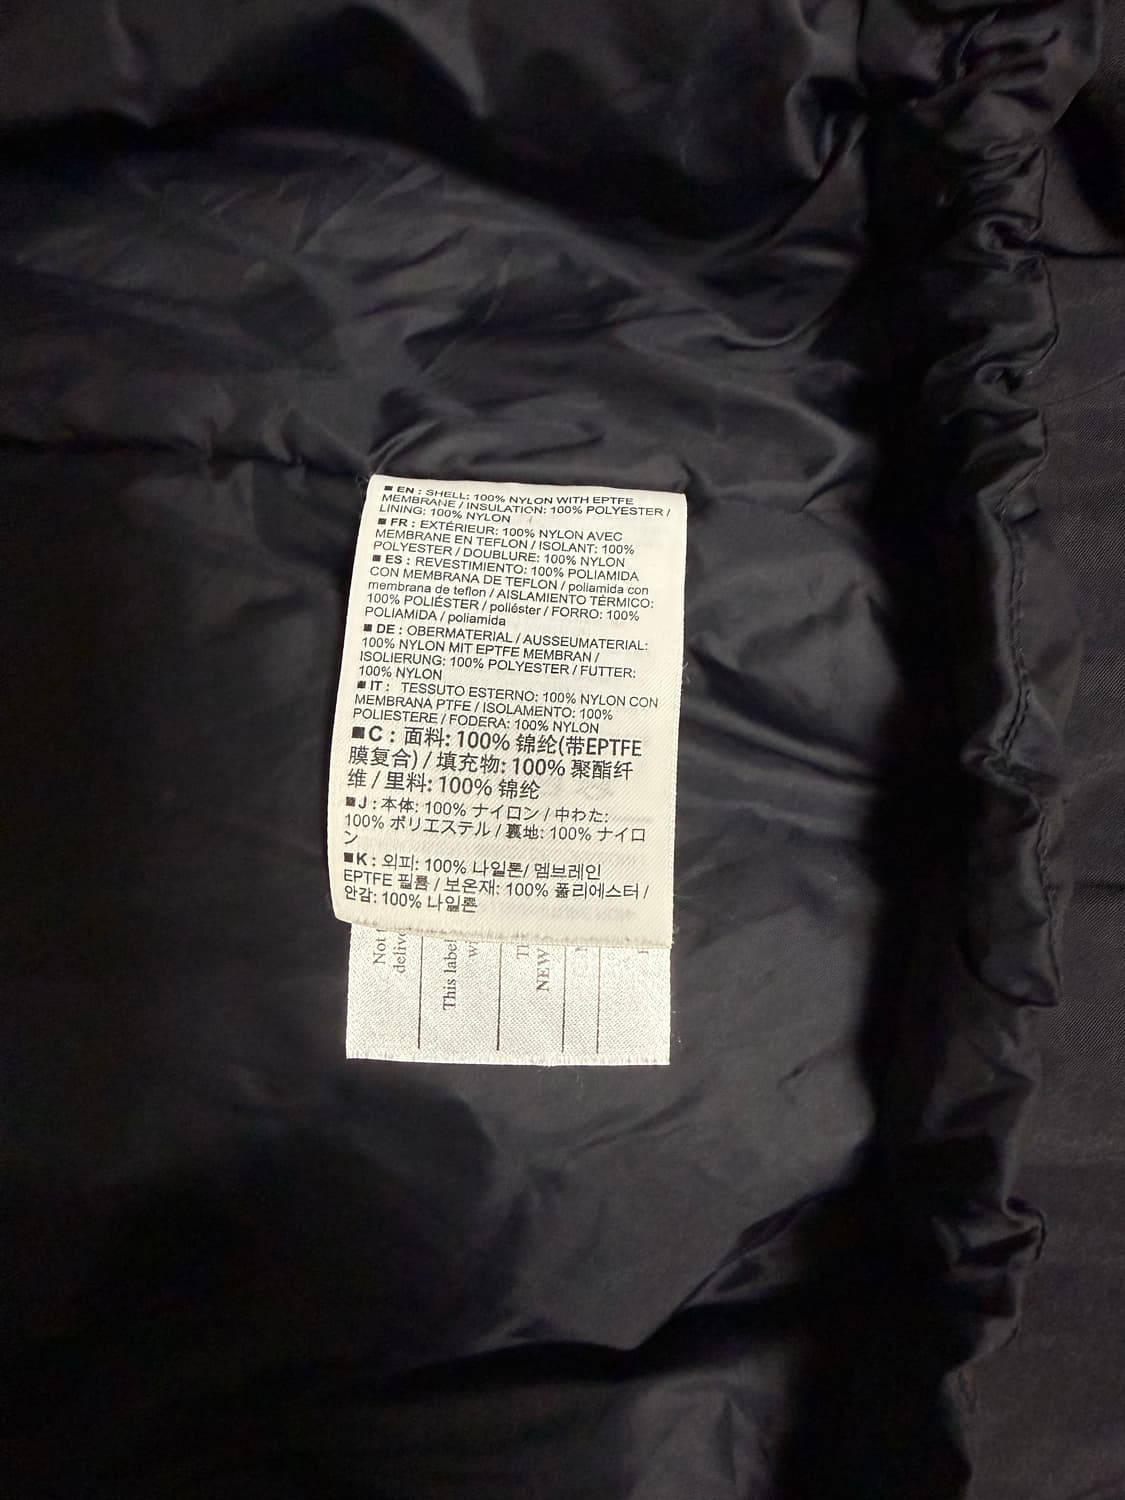 ■ EN : SHELL: 100% NYLON WITH EPTFE
MEMBRANE / INSULATION: 100% POLYESTER /
LINING: 100% NYLON
■ FR : EXTÉRIEUR: 100% NYLON AVEC
MEMBRANE EN TEFLON / ISOLANT: 100%
POLYESTER / DOUBLURE: 100% NYLON
■ ES : REVESTIMIENTO: 100% POLIAMIDA
CON MEMBRANA DE TEFLON / poliamida con
membrana de teflon / AISLAMIENTO TÉRMICO:
100% POLIÉSTER / poliéster / FORRO: 100%
POLIAMIDA / poliamida
■ DE : OBERMATERIAL / AUSSEUMATERIAL:
100% NYLON MIT EPTFE MEMBRAN /
ISOLIERUNG: 100% POLYESTER / FUTTER:
100% NYLON
■ IT : TESSUTO ESTERNO: 100% NYLON CON
MEMBRANA PTFE / ISOLAMENTO: 100%
POLIESTERE / FODERA: 100% NYLON
■ C : 面料: 100% 锦纶(带EPTFE
膜复合) / 填充物: 100% 聚酯纤
维 / 里料: 100% 锦纶
■ J : 本体: 100% ナイロン / 中わた:
100% ポリエステル / 裏地: 100% ナイロ
ン
■ K : 외피: 100% 나일론/ 멤브레인
EPTFE 필름 / 보온재: 100% 폴리에스터 /
안감: 100% 나일론
Not
This label
NEW